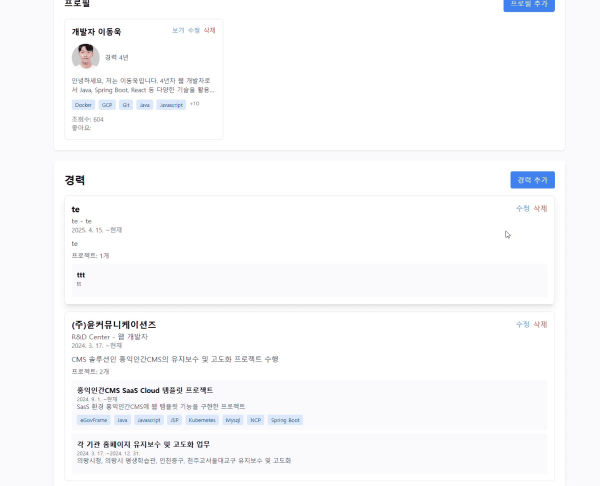 프로필
프로필 추가
개발자 이동욱
보기 수정 삭제
경력 4년
안녕하세요, 저는 이동욱입니다. 4년차 웹 개발자로
서 Java, Spring Boot, React 등 다양한 기술을 활용...
Docker GCP Git Java Javascript +10
조회수: 604
좋아요:
경력
경력 추가
te
수정 삭제
te - te
2025. 4. 15. ~현재
te
프로젝트: 1개
ttt
tt
(주)윤커뮤니케이션즈
수정 삭제
R&D Center - 웹 개발자
2024. 3. 17. ~현재
CMS 솔루션인 홍익인간CMS의 유지보수 및 고도화 프로젝트 수행
프로젝트: 2개
홍익인간CMS SaaS Cloud 템플릿 프로젝트
2024. 9. 1. ~현재
SaaS 환경 홍익인간CMS에 웹 템플릿 기능을 구현한 프로젝트
eGovFrame Java Javascript JSP Kubernetes Mysql NCP Spring Boot
각 기관 홈페이지 유지보수 및 고도화 업무
2024. 3. 17. ~2024. 12. 31.
의왕시청, 의왕시 평생학습관, 인천중구, 천주교서울대교구 유지보수 및 고도화